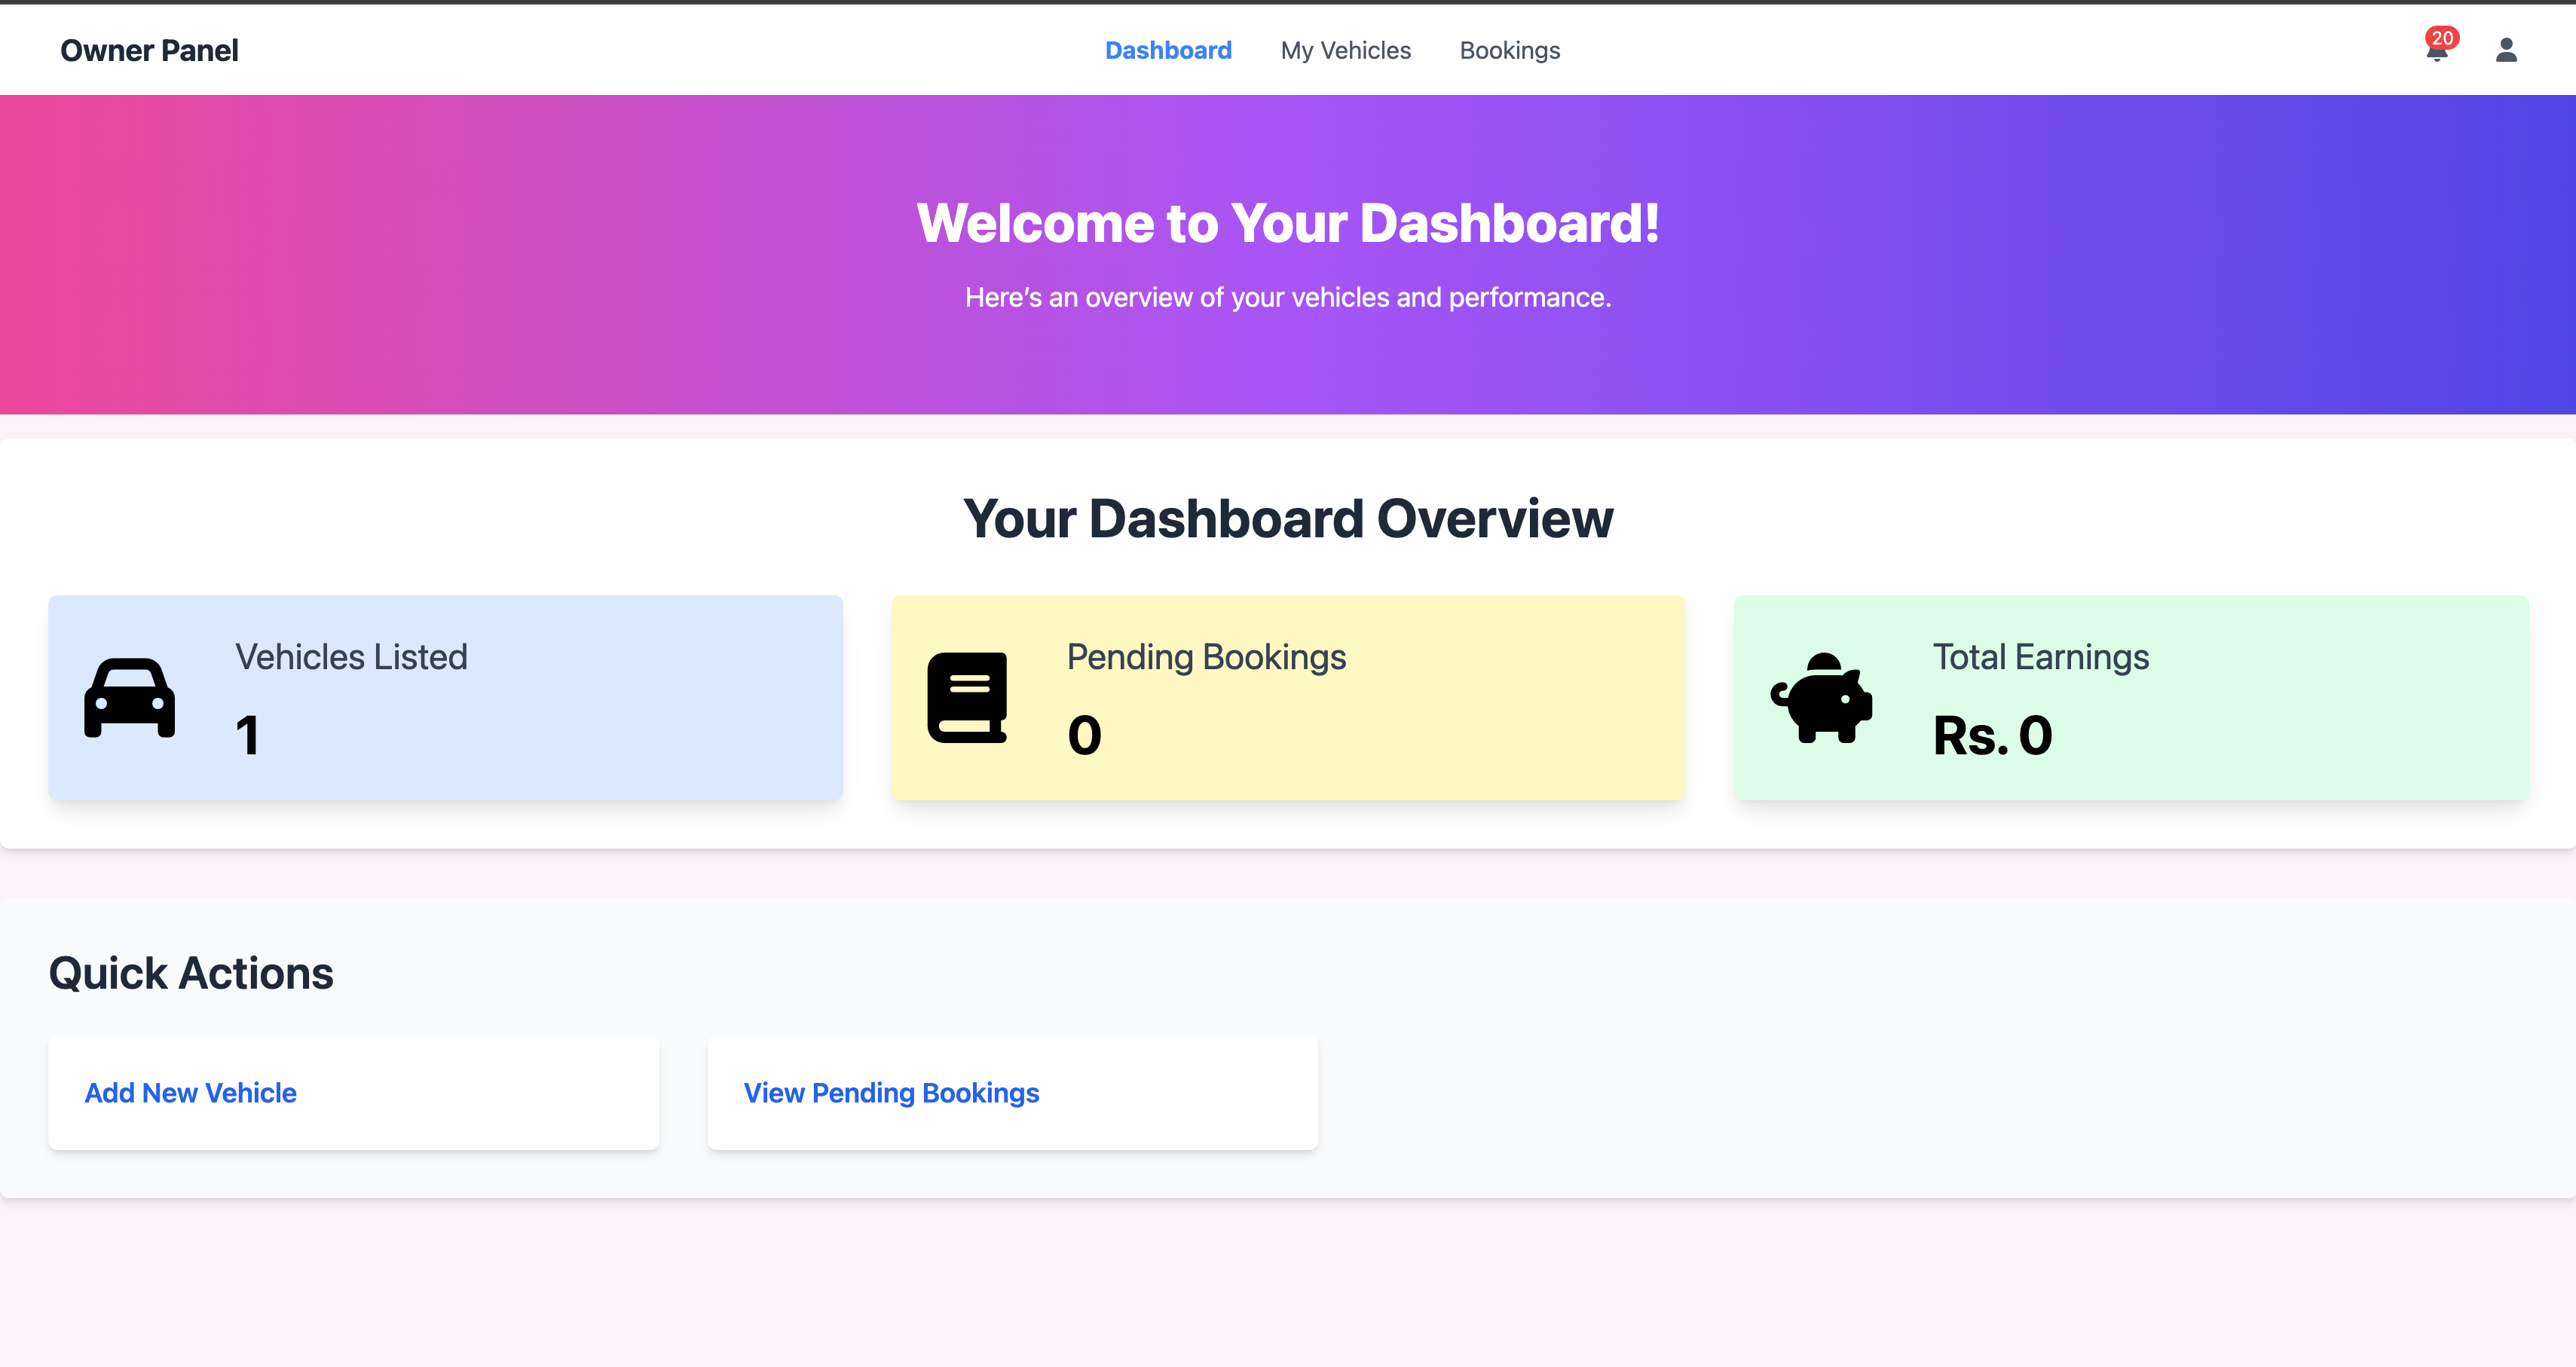 Owner Panel
Dashboard
My Vehicles
Bookings
20
Welcome to Your Dashboard!
Here’s an overview of your vehicles and performance.
Your Dashboard Overview
Vehicles Listed
1
Pending Bookings
0
Total Earnings
Rs. 0
Quick Actions
Add New Vehicle
View Pending Bookings